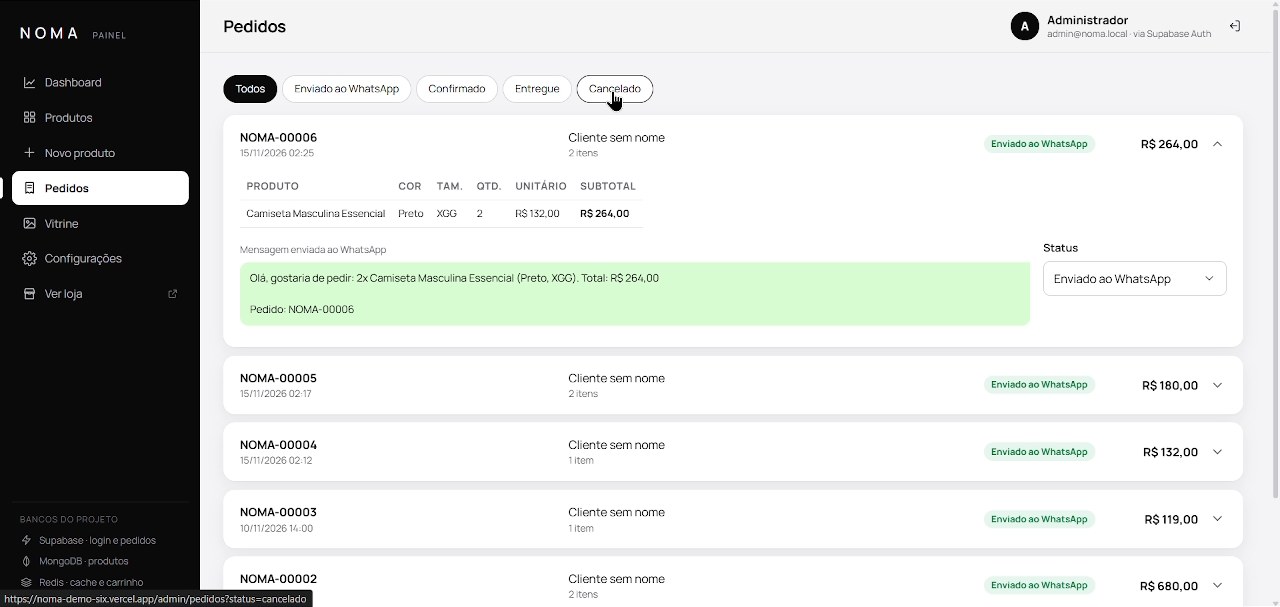 NOMA PAINEL
Dashboard
Produtos
Novo produto
Pedidos
Vitrine
Configurações
Ver loja
BANCOS DO PROJETO
Supabase · login e pedidos
MongoDB · produtos
Redis · cache e carrinho
https://noma-demo-six.vercel.app/admin/pedidos?status=cancelado
Pedidos
A
Administrador
admin@noma.local · via Supabase Auth
Todos Enviado ao WhatsApp Confirmado Entregue Cancelado
NOMA-00006 Cliente sem nome Enviado ao WhatsApp R$ 264,00
15/11/2026 02:25 2 itens
PRODUTO COR TAM. QTD. UNITÁRIO SUBTOTAL
Camiseta Masculina Essencial Preto XGG 2 R$ 132,00 R$ 264,00
Mensagem enviada ao WhatsApp
Olá, gostaria de pedir: 2x Camiseta Masculina Essencial (Preto, XGG). Total: R$ 264,00
Pedido: NOMA-00006
Status
Enviado ao WhatsApp
NOMA-00005 Cliente sem nome Enviado ao WhatsApp R$ 180,00
15/11/2026 02:17 2 itens
NOMA-00004 Cliente sem nome Enviado ao WhatsApp R$ 132,00
15/11/2026 02:12 1 item
NOMA-00003 Cliente sem nome Enviado ao WhatsApp R$ 119,00
10/11/2026 14:00 1 item
NOMA-00002 Cliente sem nome Enviado ao WhatsApp R$ 680,00
2 itens